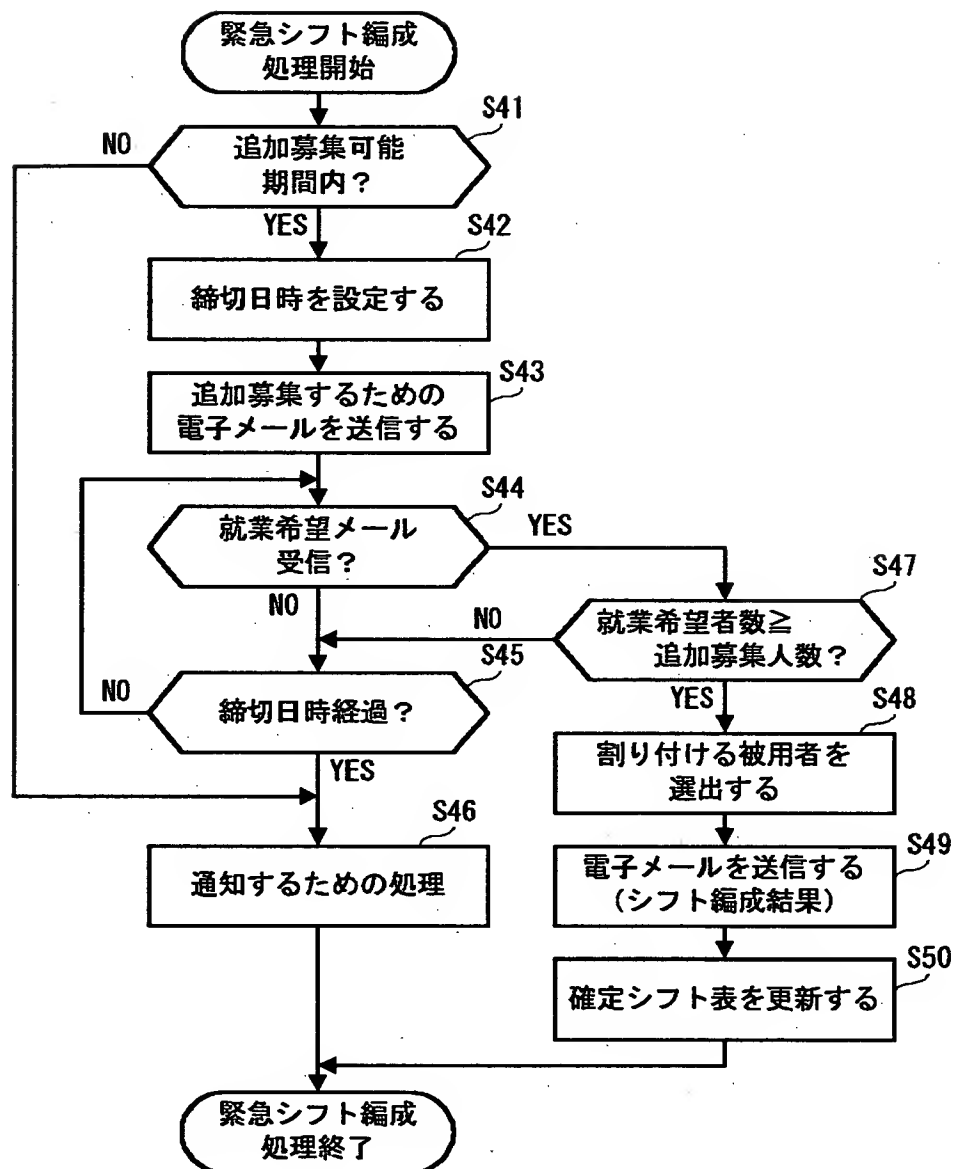 緊急シフト編成
処理開始
S41
NO
追加募集可能
期間内?
YES
S42
締切日時を設定する
S43
追加募集するための
電子メールを送信する
S44
就業希望メール
受信?
YES
NO
S47
就業希望者数≧
追加募集人数?
NO
YES
S45
締切日時経過?
NO
YES
S48
割り付ける被用者を
選出する
S46
通知するための処理
S49
電子メールを送信する
(シフト編成結果)
S50
確定シフト表を更新する
緊急シフト編成
処理終了